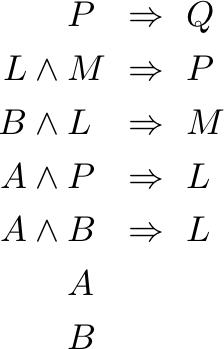 P ⇒ Q
L ∧ M ⇒ P
B ∧ L ⇒ M
A ∧ P ⇒ L
A ∧ B ⇒ L
A
B